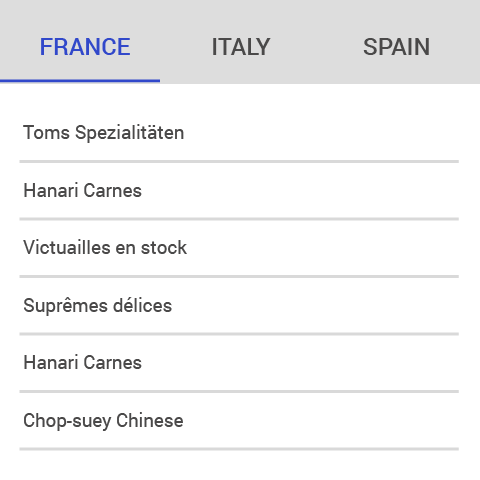 FRANCE ITALY SPAIN
Toms Spezialitäten
Hanari Carnes
Victuailles en stock
Suprêmes délices
Hanari Carnes
Chop-suey Chinese